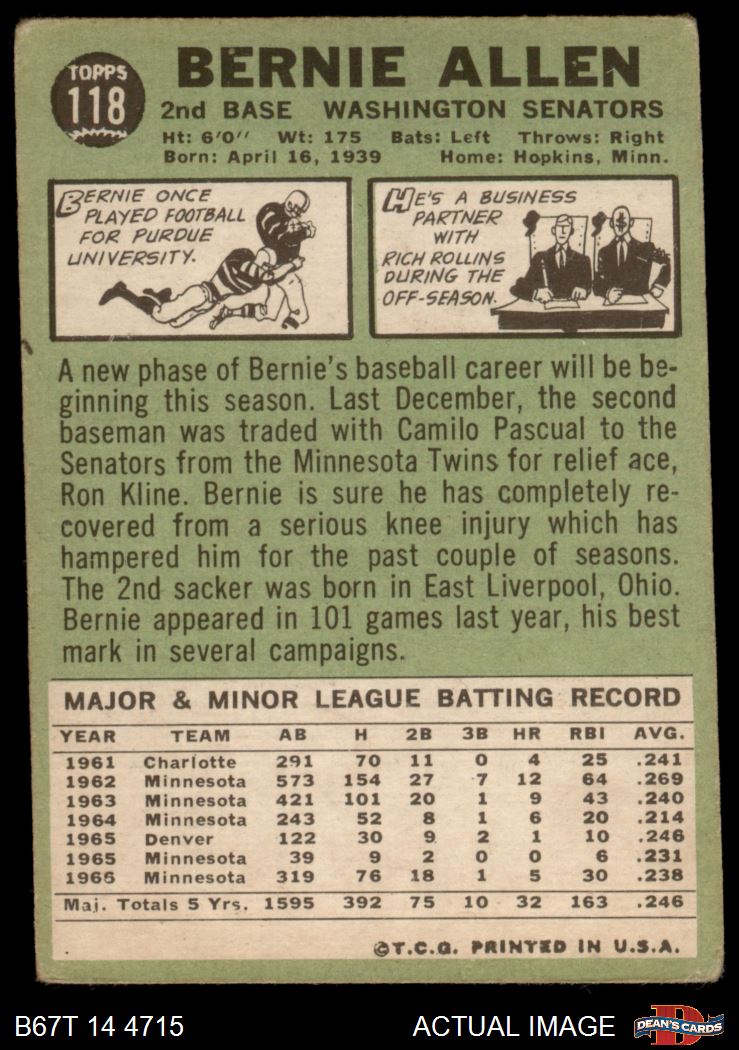 TOPPS
118
BERNIE ALLEN
2nd BASE WASHINGTON SENATORS
Ht: 6'0" Wt: 175 Bats: Left Throws: Right
Born: April 16, 1939 Home: Hopkins, Minn.
BERNIE ONCE
PLAYED FOOTBALL
FOR PURDUE
UNIVERSITY.
HE'S A BUSINESS
PARTNER
WITH
RICH ROLLINS
DURING THE
OFF-SEASON.
A new phase of Bernie's baseball career will be be-
ginning this season. Last December, the second
baseman was traded with Camilo Pascual to the
Senators from the Minnesota Twins for relief ace,
Ron Kline. Bernie is sure he has completely re-
covered from a serious knee injury which has
hampered him for the past couple of seasons.
The 2nd sacker was born in East Liverpool, Ohio.
Bernie appeared in 101 games last year, his best
mark in several campaigns.
MAJOR & MINOR LEAGUE BATTING RECORD
YEAR TEAM AB H 2B 3B HR RBI AVG.
1961 Charlotte 291 70 11 0 4 25 .241
1962 Minnesota 573 154 27 7 12 64 .269
1963 Minnesota 421 101 20 1 9 43 .240
1964 Minnesota 243 52 8 1 6 20 .214
1965 Denver 122 30 9 2 1 10 .246
1965 Minnesota 39 9 2 0 0 6 .231
1966 Minnesota 319 76 18 1 5 30 .238
Maj. Totals 5 Yrs. 1595 392 75 10 32 163 .246
©T.C.G. PRINTED IN U.S.A.
B67T 14 4715 ACTUAL IMAGE
DEAN'S CARDS